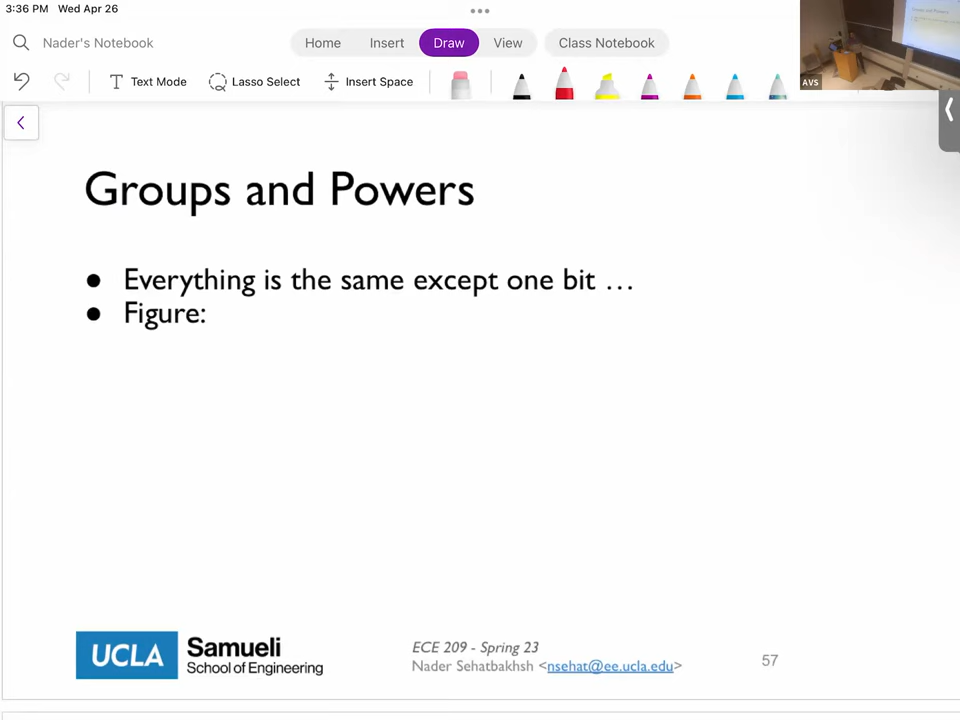 3:36 PM Wed Apr 26
Nader's Notebook
Home Insert Draw View Class Notebook
Text Mode Lasso Select Insert Space
AVS
Groups and Powers
● Everything is the same except one bit …
● Figure:
UCLA Samueli
School of Engineering
ECE 209 - Spring 23
Nader Sehatbakhsh <nsehat@ee.ucla.edu>
57